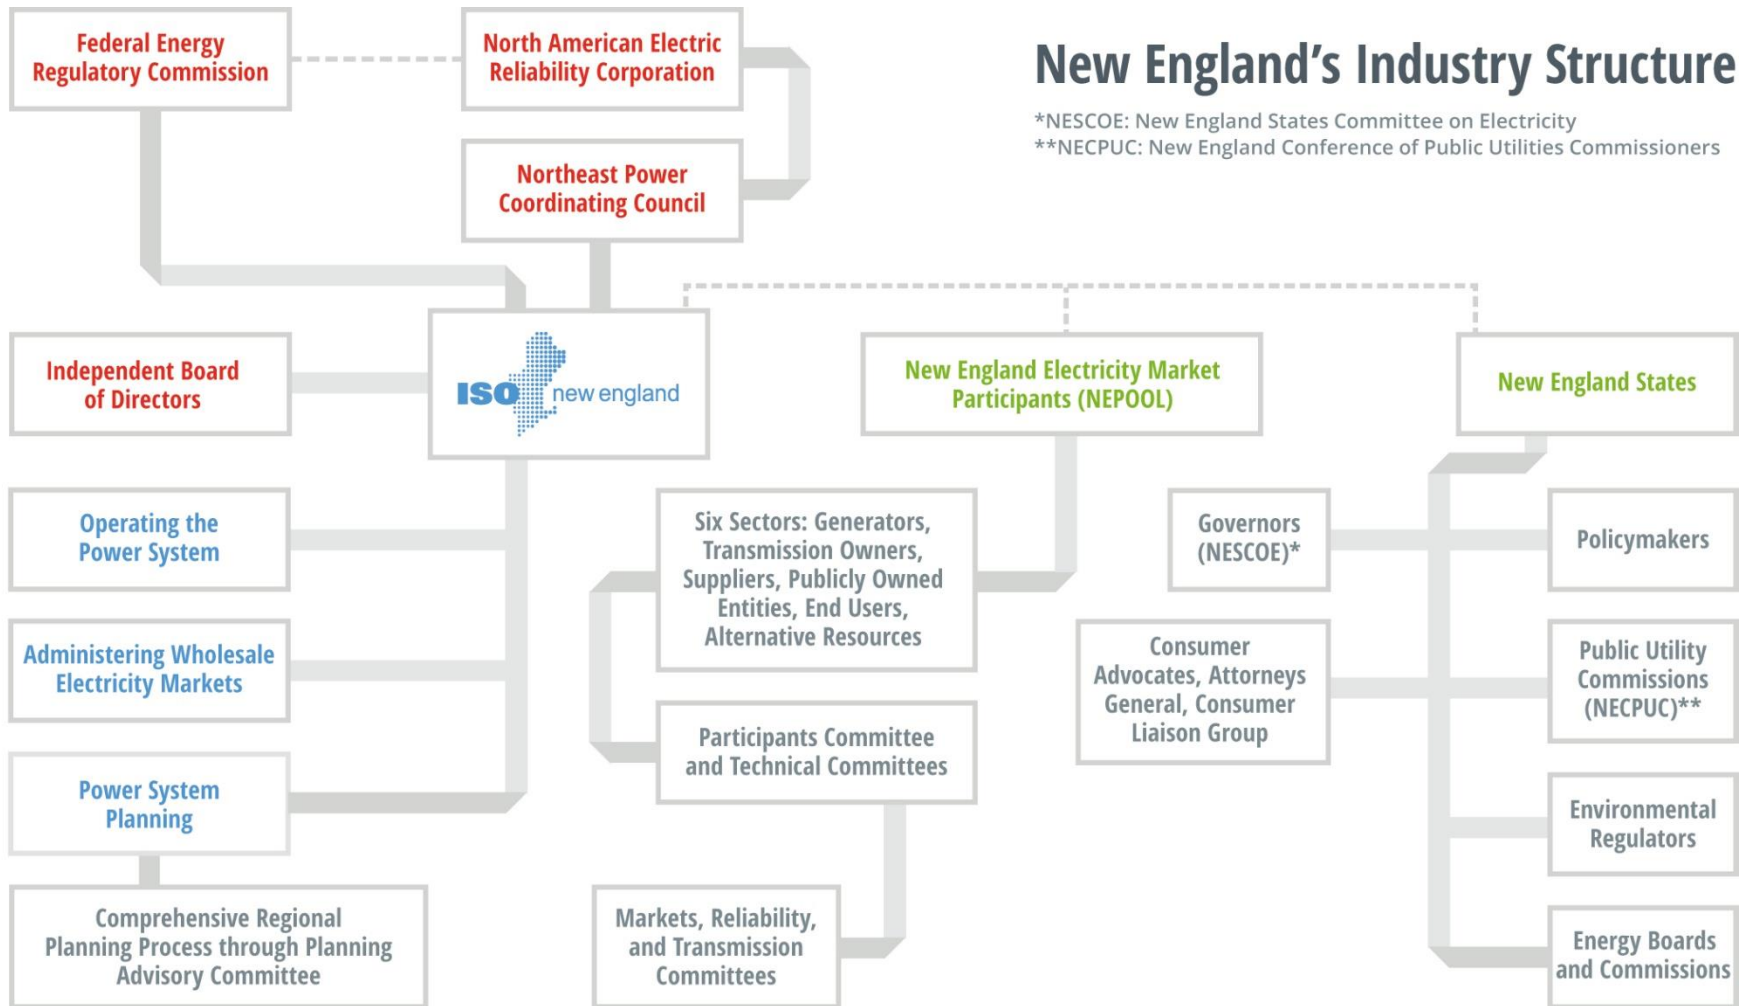 Federal Energy
Regulatory Commission
North American Electric
Reliability Corporation
New England’s Industry Structure
*NESCOE: New England States Committee on Electricity
**NECPUC: New England Conference of Public Utilities Commissioners
Northeast Power
Coordinating Council
Independent Board
of Directors
ISO new england
New England Electricity Market
Participants (NEPOOL)
New England States
Operating the
Power System
Administering Wholesale
Electricity Markets
Power System
Planning
Comprehensive Regional
Planning Process through Planning
Advisory Committee
Six Sectors: Generators,
Transmission Owners,
Suppliers, Publicly Owned
Entities, End Users,
Alternative Resources
Participants Committee
and Technical Committees
Markets, Reliability,
and Transmission
Committees
Governors
(NESCOE)*
Consumer
Advocates, Attorneys
General, Consumer
Liaison Group
Policymakers
Public Utility
Commissions
(NECPUC)**
Environmental
Regulators
Energy Boards
and Commissions